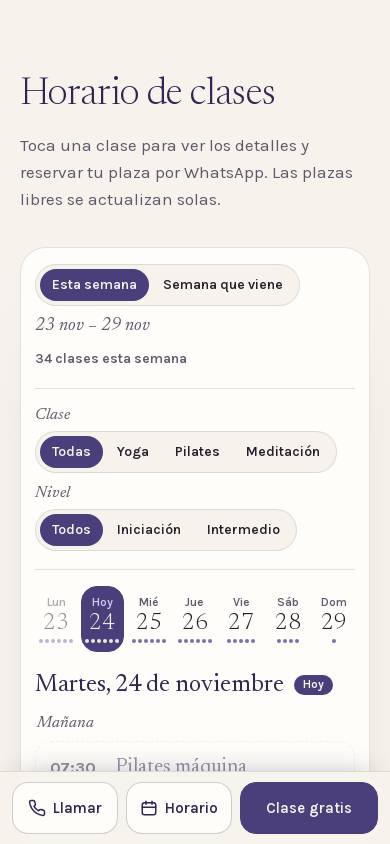 Horario de clases
Toca una clase para ver los detalles y
reservar tu plaza por WhatsApp. Las plazas
libres se actualizan solas.
Esta semana Semana que viene
23 nov – 29 nov
34 clases esta semana
Clase
Todas Yoga Pilates Meditación
Nivel
Todos Iniciación Intermedio
Lun Hoy Mié Jue Vie Sáb Dom
23 24 25 26 27 28 29
Martes, 24 de noviembre Hoy
Mañana
07:30 Pilates máquina
Llamar Horario Clase gratis